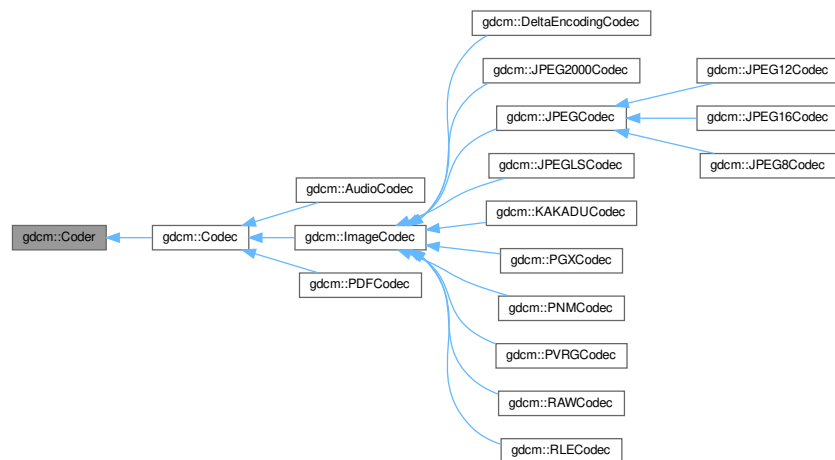 gdcm::Coder
gdcm::Codec
gdcm::AudioCodec
gdcm::ImageCodec
gdcm::PDFCodec
gdcm::DeltaEncodingCodec
gdcm::JPEG2000Codec
gdcm::JPEGCodec
gdcm::JPEGLSCodec
gdcm::KAKADUCodec
gdcm::PGXCodec
gdcm::PNMCodec
gdcm::PVRGCodec
gdcm::RAWCodec
gdcm::RLECodec
gdcm::JPEG12Codec
gdcm::JPEG16Codec
gdcm::JPEG8Codec